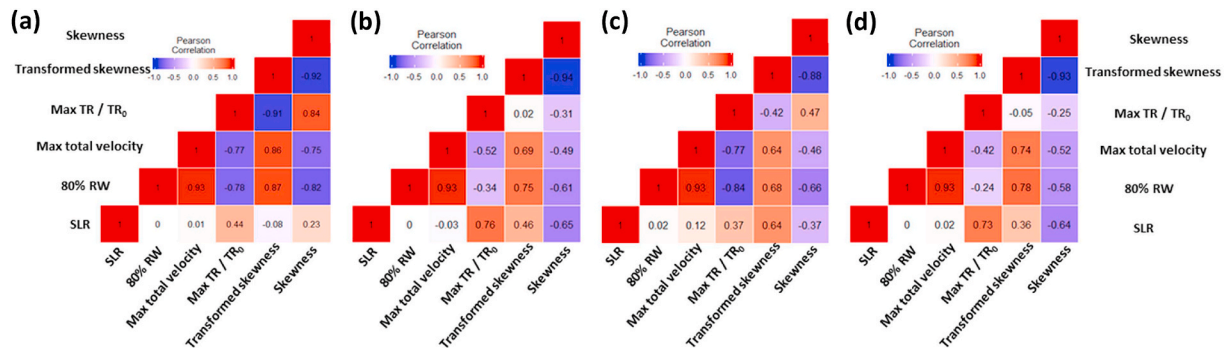 (a)
Skewness
Transformed skewness
Max TR / TR₀
Max total velocity
80% RW
SLR
Pearson
Correlation
-1.0 -0.5 0.0 0.5 1.0
1
1 -0.92
1 -0.91 0.84
1 -0.77 0.86 -0.75
1 0.93 -0.78 0.87 -0.82
1 0 0.01 0.44 -0.08 0.23
SLR
80% RW
Max total velocity
Max TR / TR₀
Transformed skewness
Skewness
(b)
Pearson
Correlation
-1.0 -0.5 0.0 0.5 1.0
1
1 -0.94
1 0.02 -0.31
1 -0.52 0.69 -0.49
1 0.93 -0.34 0.75 -0.61
1 0 -0.03 0.76 0.46 -0.65
SLR
80% RW
Max total velocity
Max TR / TR₀
Transformed skewness
Skewness
(c)
Pearson
Correlation
-1.0 -0.5 0.0 0.5 1.0
1
1 -0.88
1 -0.42 0.47
1 -0.77 0.64 -0.46
1 0.93 -0.84 0.68 -0.66
1 0.02 0.12 0.37 0.64 -0.37
SLR
80% RW
Max total velocity
Max TR / TR₀
Transformed skewness
Skewness
(d)
Pearson
Correlation
-1.0 -0.5 0.0 0.5 1.0
1
1 -0.93
1 -0.05 -0.25
1 -0.42 0.74 -0.52
1 0.93 -0.24 0.78 -0.58
1 0 0.02 0.73 0.36 -0.64
SLR
80% RW
Max total velocity
Max TR / TR₀
Transformed skewness
Skewness
Skewness
Transformed skewness
Max TR / TR₀
Max total velocity
80% RW
SLR